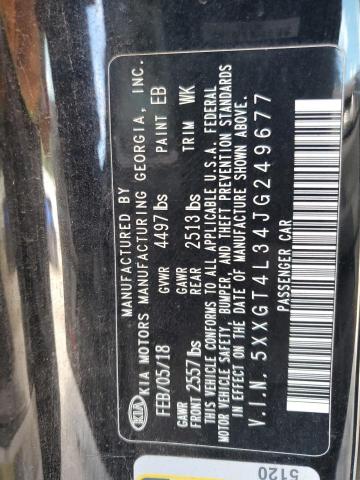 KIA
MANUFACTURED BY
KIA MOTORS MANUFACTURING GEORGIA, INC.
FEB/05/18 GVWR 4497 lbs PAINT EB
GAWR FRONT 2557 lbs GAWR REAR 2513 lbs TRIM WK
THIS VEHICLE CONFORMS TO ALL APPLICABLE U.S.A. FEDERAL
MOTOR VEHICLE SAFETY, BUMPER, AND THEFT PREVENTION STANDARDS
IN EFFECT ON THE DATE OF MANUFACTURE SHOWN ABOVE.
V.I.N. 5XXGT4L34JG249677
PASSENGER CAR
5120